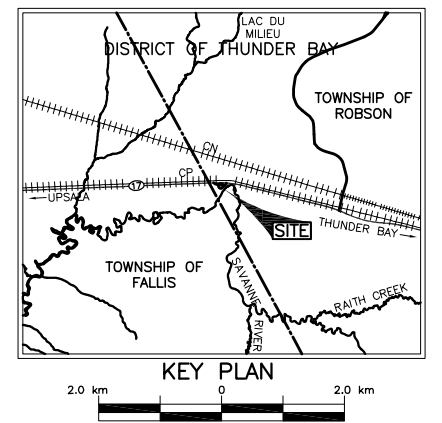 LAC DU
MILIEU
DISTRICT OF THUNDER BAY
TOWNSHIP OF
ROBSON
CN
CP
17
UPSALA
THUNDER BAY
SITE
TOWNSHIP OF
FALLIS
SAVANNE RIVER
RAITH CREEK
KEY PLAN
2.0 km 0 2.0 km